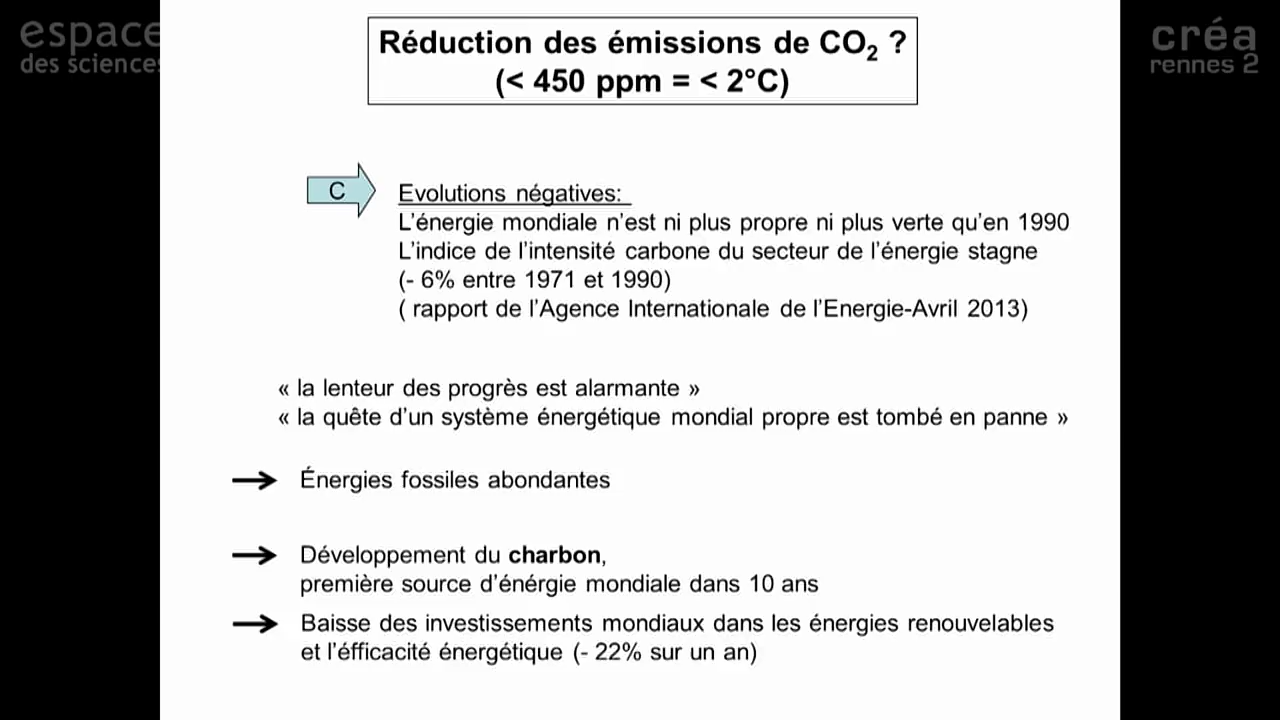 espace
des sciences
créa
rennes 2
Réduction des émissions de CO₂ ?
(< 450 ppm = < 2°C)
C
Evolutions négatives:
L’énergie mondiale n’est ni plus propre ni plus verte qu’en 1990
L’indice de l’intensité carbone du secteur de l’énergie stagne
(- 6% entre 1971 et 1990)
( rapport de l’Agence Internationale de l’Energie-Avril 2013)
« la lenteur des progrès est alarmante »
« la quête d’un système énergétique mondial propre est tombé en panne »
Énergies fossiles abondantes
Développement du charbon,
première source d’énérgie mondiale dans 10 ans
Baisse des investissements mondiaux dans les énergies renouvelables
et l’éfficacité énergétique (- 22% sur un an)